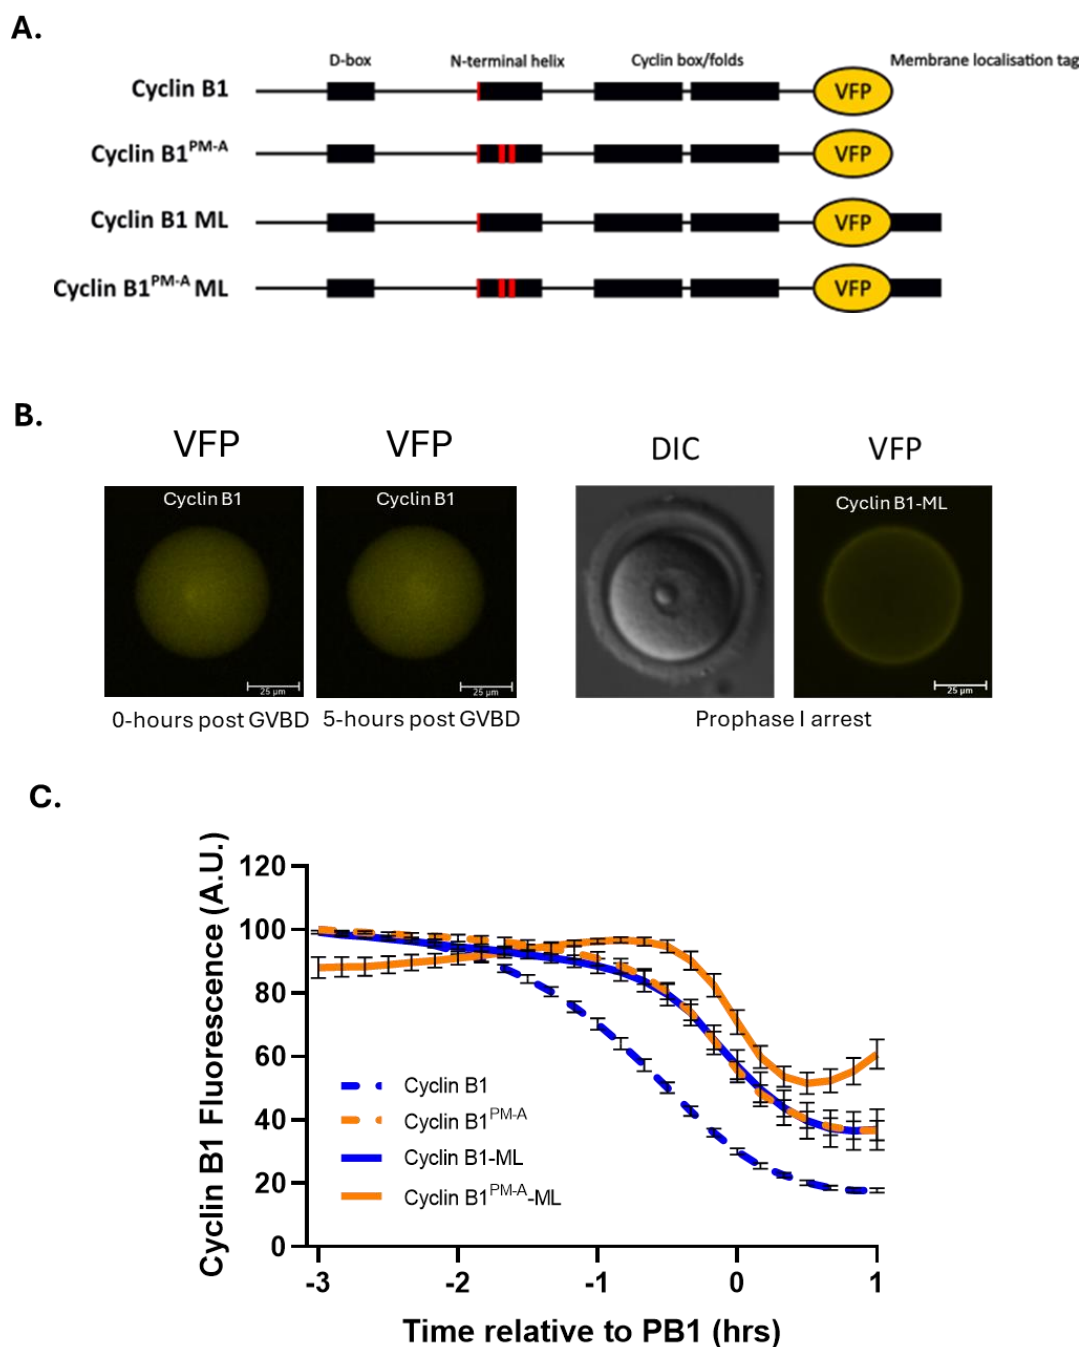 A.
D-box N-terminal helix Cyclin box/folds Membrane localisation tag
Cyclin B1 VFP
Cyclin B1PM-A VFP
Cyclin B1 ML VFP
Cyclin B1PM-A ML VFP
B.
VFP VFP DIC VFP
Cyclin B1 Cyclin B1 Cyclin B1-ML
25 µm 25 µm 25 µm
0-hours post GVBD 5-hours post GVBD Prophase I arrest
C.
Cyclin B1 Fluorescence (A.U.)
120
100
80
60
40
20
0
Cyclin B1
Cyclin B1PM-A
Cyclin B1-ML
Cyclin B1PM-A-ML
-3 -2 -1 0 1
Time relative to PB1 (hrs)